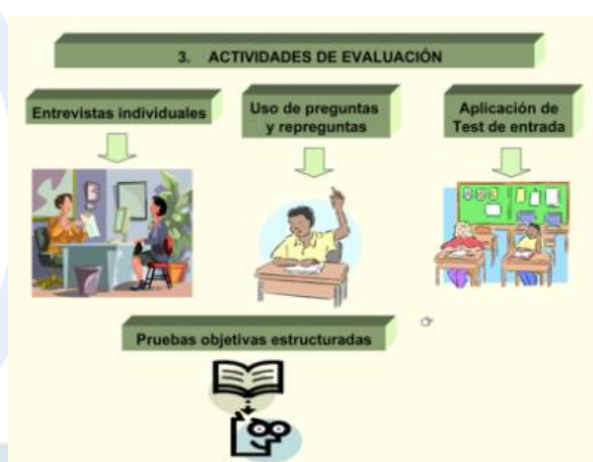 3. ACTIVIDADES DE EVALUACIÓN
Entrevistas individuales
Uso de preguntas
y repreguntas
Aplicación de
Test de entrada
Pruebas objetivas estructuradas